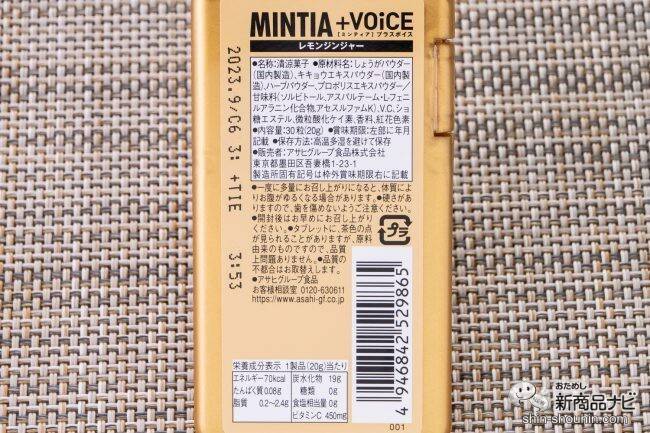 MINTIA +VOiCE
[ミンティア]プラスボイス
レモンジンジャー
●名称:清涼菓子 ●原材料名:しょうがパウダー
(国内製造)、キキョウエキスパウダー(国内製
造)、ハーブパウダー、プロポリスエキスパウダー/
甘味料(ソルビトール、アスパルテーム・L-フェニ
ルアラニン化合物、アセスルファムK)、V.C、ショ
糖エステル、微粒酸化ケイ素、香料、紅花色素
●内容量:30粒(20g) ●賞味期限:左部に年月
記載 ●保存方法:高温多湿を避けて保存
●販売者:アサヒグループ食品株式会社
東京都墨田区吾妻橋1-23-1
製造所固有記号は枠外賞味期限右に記載
●一度に多量にお召し上がりになると、体質により
お腹がゆるくなる場合があります。●硬さがあ
りますので、歯を傷めないようご注意ください。
●開封後はお早めにお召し上がり
ください。●タブレットに、茶色の点
が見られることがありますが、原料
由来のものですので、品質
上問題ありません。●品質の
不都合はお取替えします。
●アサヒグループ食品
お客様相談室 0120-630611
https://www.asahi-gf.co.jp
プラ
栄養成分表示 1製品(20g)当たり
エネルギー 70kcal 炭水化物 19g
たんぱく質 0.08g 糖類 0g
脂質 0.2~2.4g 食塩相当量 0g
ビタミンC 450mg
4 946842 529865
001
2023.9/C6 3: +TIE 3:53
おためし
新商品ナビ
shin-shouhin.com